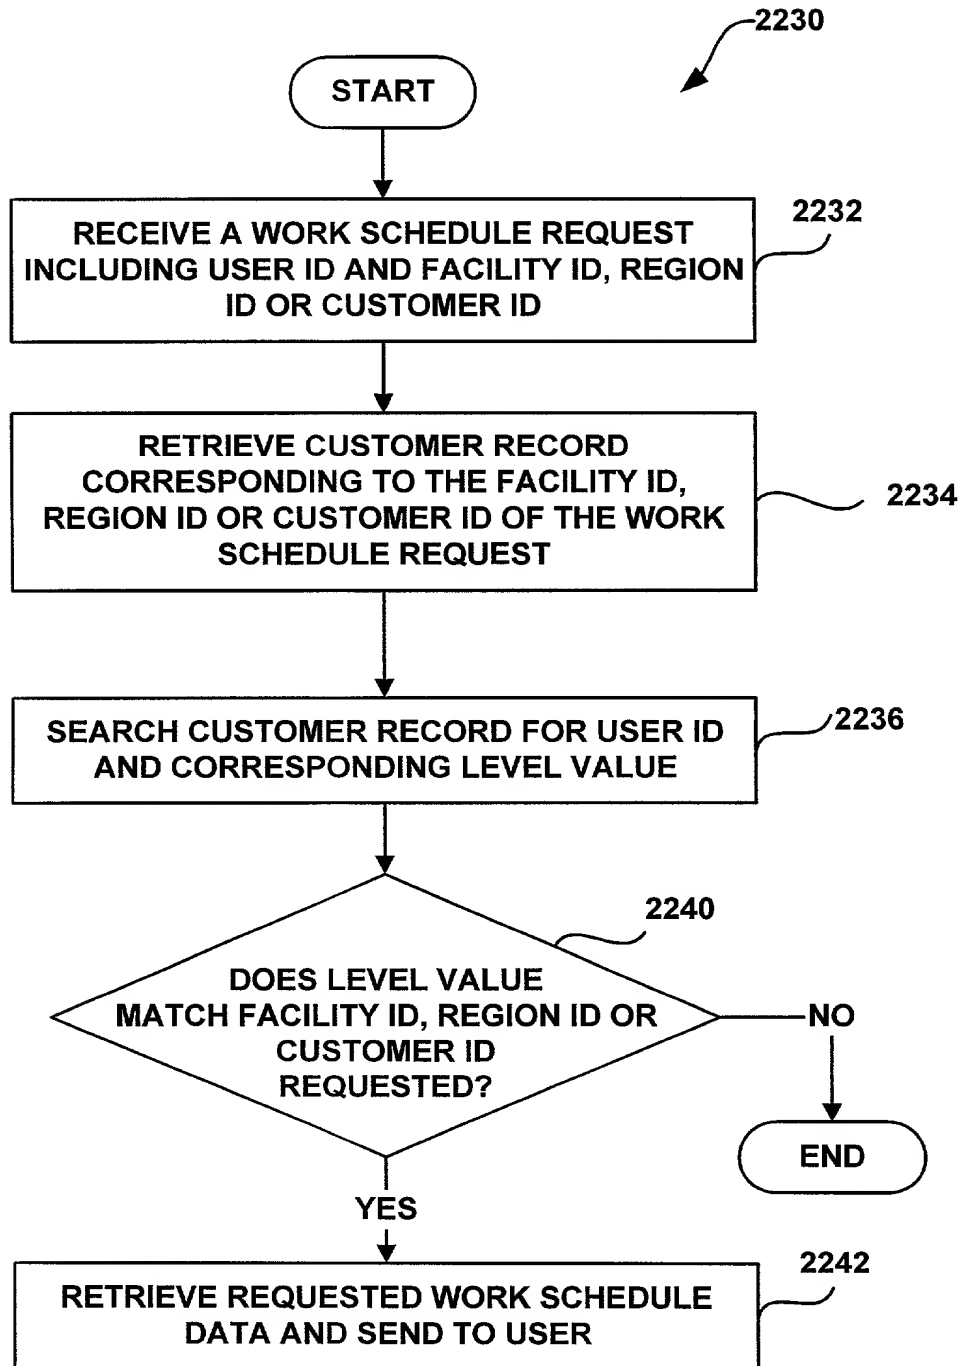 2230
START
2232
RECEIVE A WORK SCHEDULE REQUEST
INCLUDING USER ID AND FACILITY ID, REGION
ID OR CUSTOMER ID
RETRIEVE CUSTOMER RECORD
CORRESPONDING TO THE FACILITY ID,
REGION ID OR CUSTOMER ID OF THE WORK
SCHEDULE REQUEST
2234
SEARCH CUSTOMER RECORD FOR USER ID
AND CORRESPONDING LEVEL VALUE
2236
2240
DOES LEVEL VALUE
MATCH FACILITY ID, REGION ID OR
CUSTOMER ID
REQUESTED?
NO
END
YES
2242
RETRIEVE REQUESTED WORK SCHEDULE
DATA AND SEND TO USER